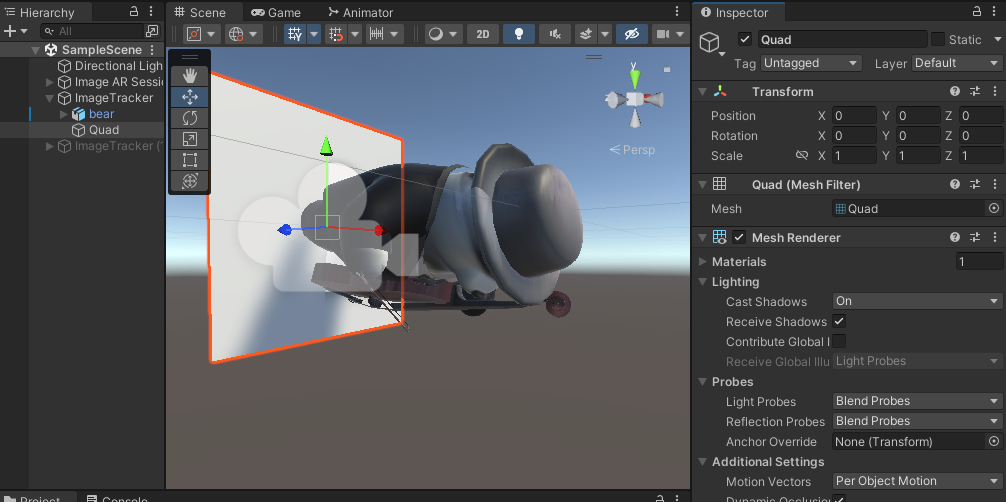 Hierarchy
All
SampleScene
Directional Ligh
Image AR Sessi
ImageTracker
bear
Quad
ImageTracker (
Project
Console
Scene
Game
Animator
2D
y
Persp
Inspector
Quad
Static
Tag Untagged Layer Default
Transform
Position X 0 Y 0 Z 0
Rotation X 0 Y 0 Z 0
Scale X 1 Y 1 Z 1
Quad (Mesh Filter)
Mesh Quad
Mesh Renderer
Materials 1
Lighting
Cast Shadows On
Receive Shadows
Contribute Global I
Receive Global Illu Light Probes
Probes
Light Probes Blend Probes
Reflection Probes Blend Probes
Anchor Override None (Transform)
Additional Settings
Motion Vectors Per Object Motion
Dynamic Occlusion